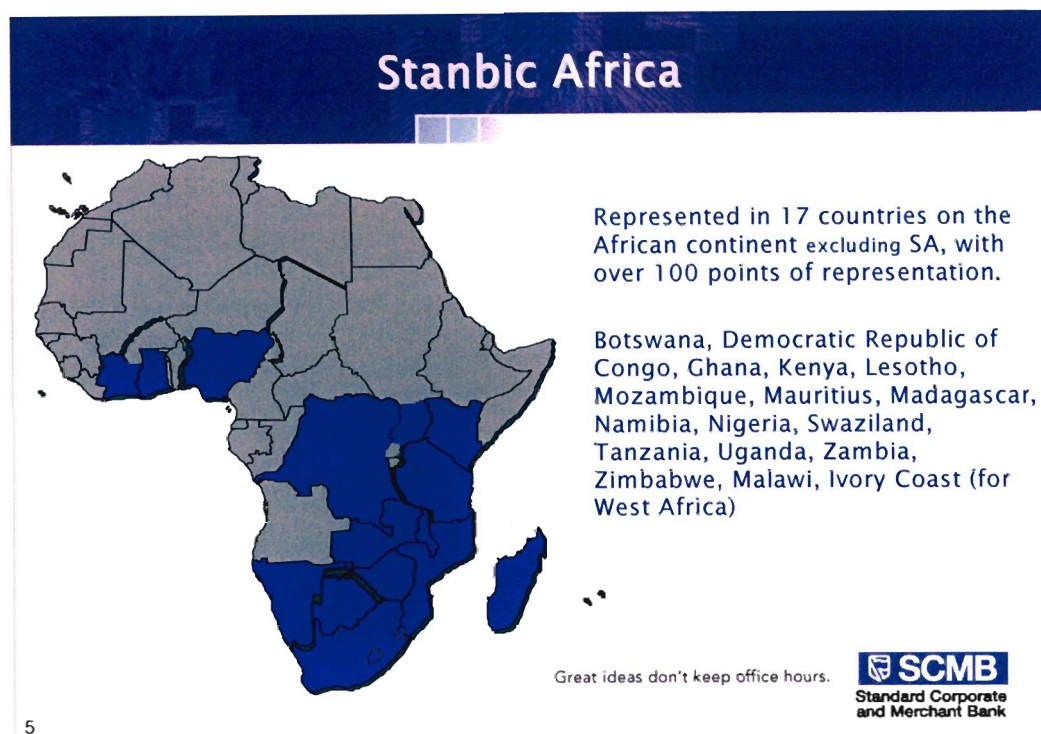 Stanbic Africa
Represented in 17 countries on the
African continent excluding SA, with
over 100 points of representation.
Botswana, Democratic Republic of
Congo, Ghana, Kenya, Lesotho,
Mozambique, Mauritius, Madagascar,
Namibia, Nigeria, Swaziland,
Tanzania, Uganda, Zambia,
Zimbabwe, Malawi, Ivory Coast (for
West Africa)
Great ideas don't keep office hours.
SCMB
Standard Corporate
and Merchant Bank
5